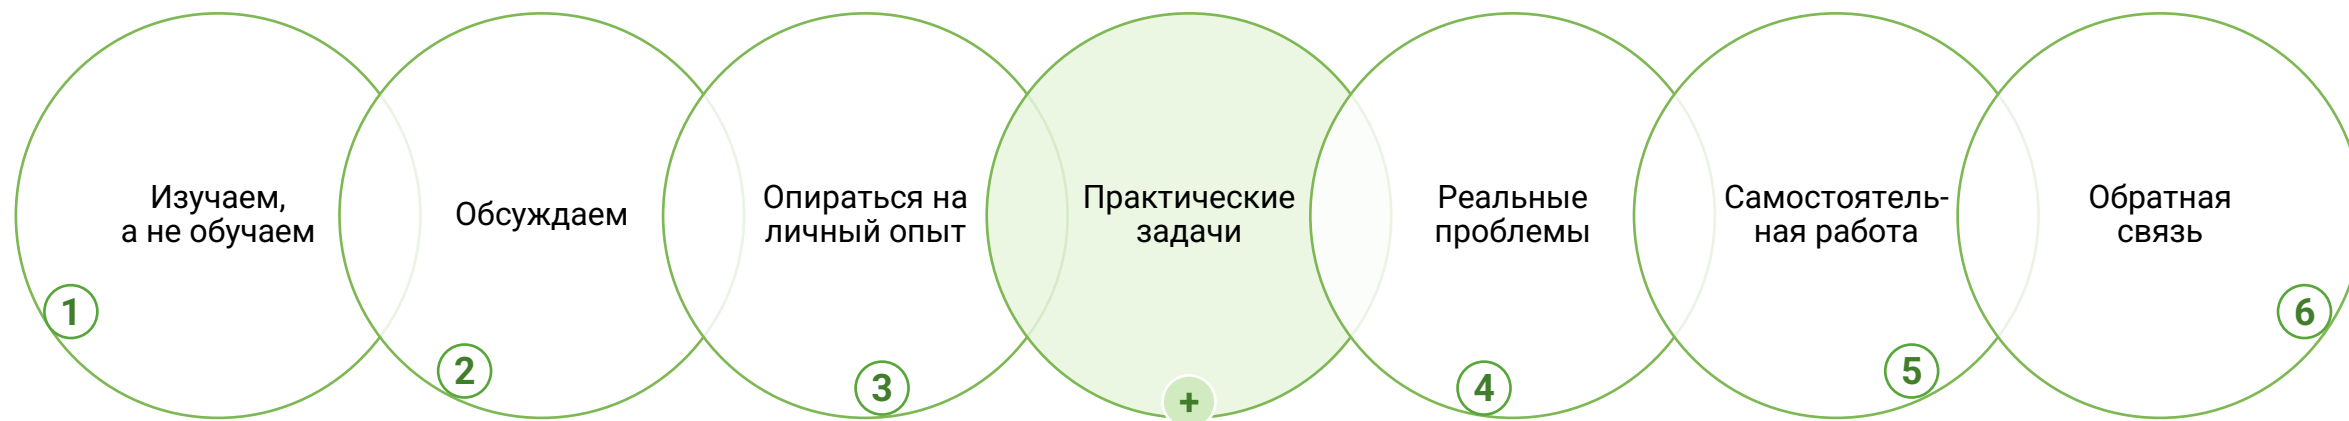 Изучаем,
а не обучаем
1
Обсуждаем
2
Опираться на
личный опыт
3
Практические
задачи
+
Реальные
проблемы
4
Самостоятель-
ная работа
5
Обратная
связь
6